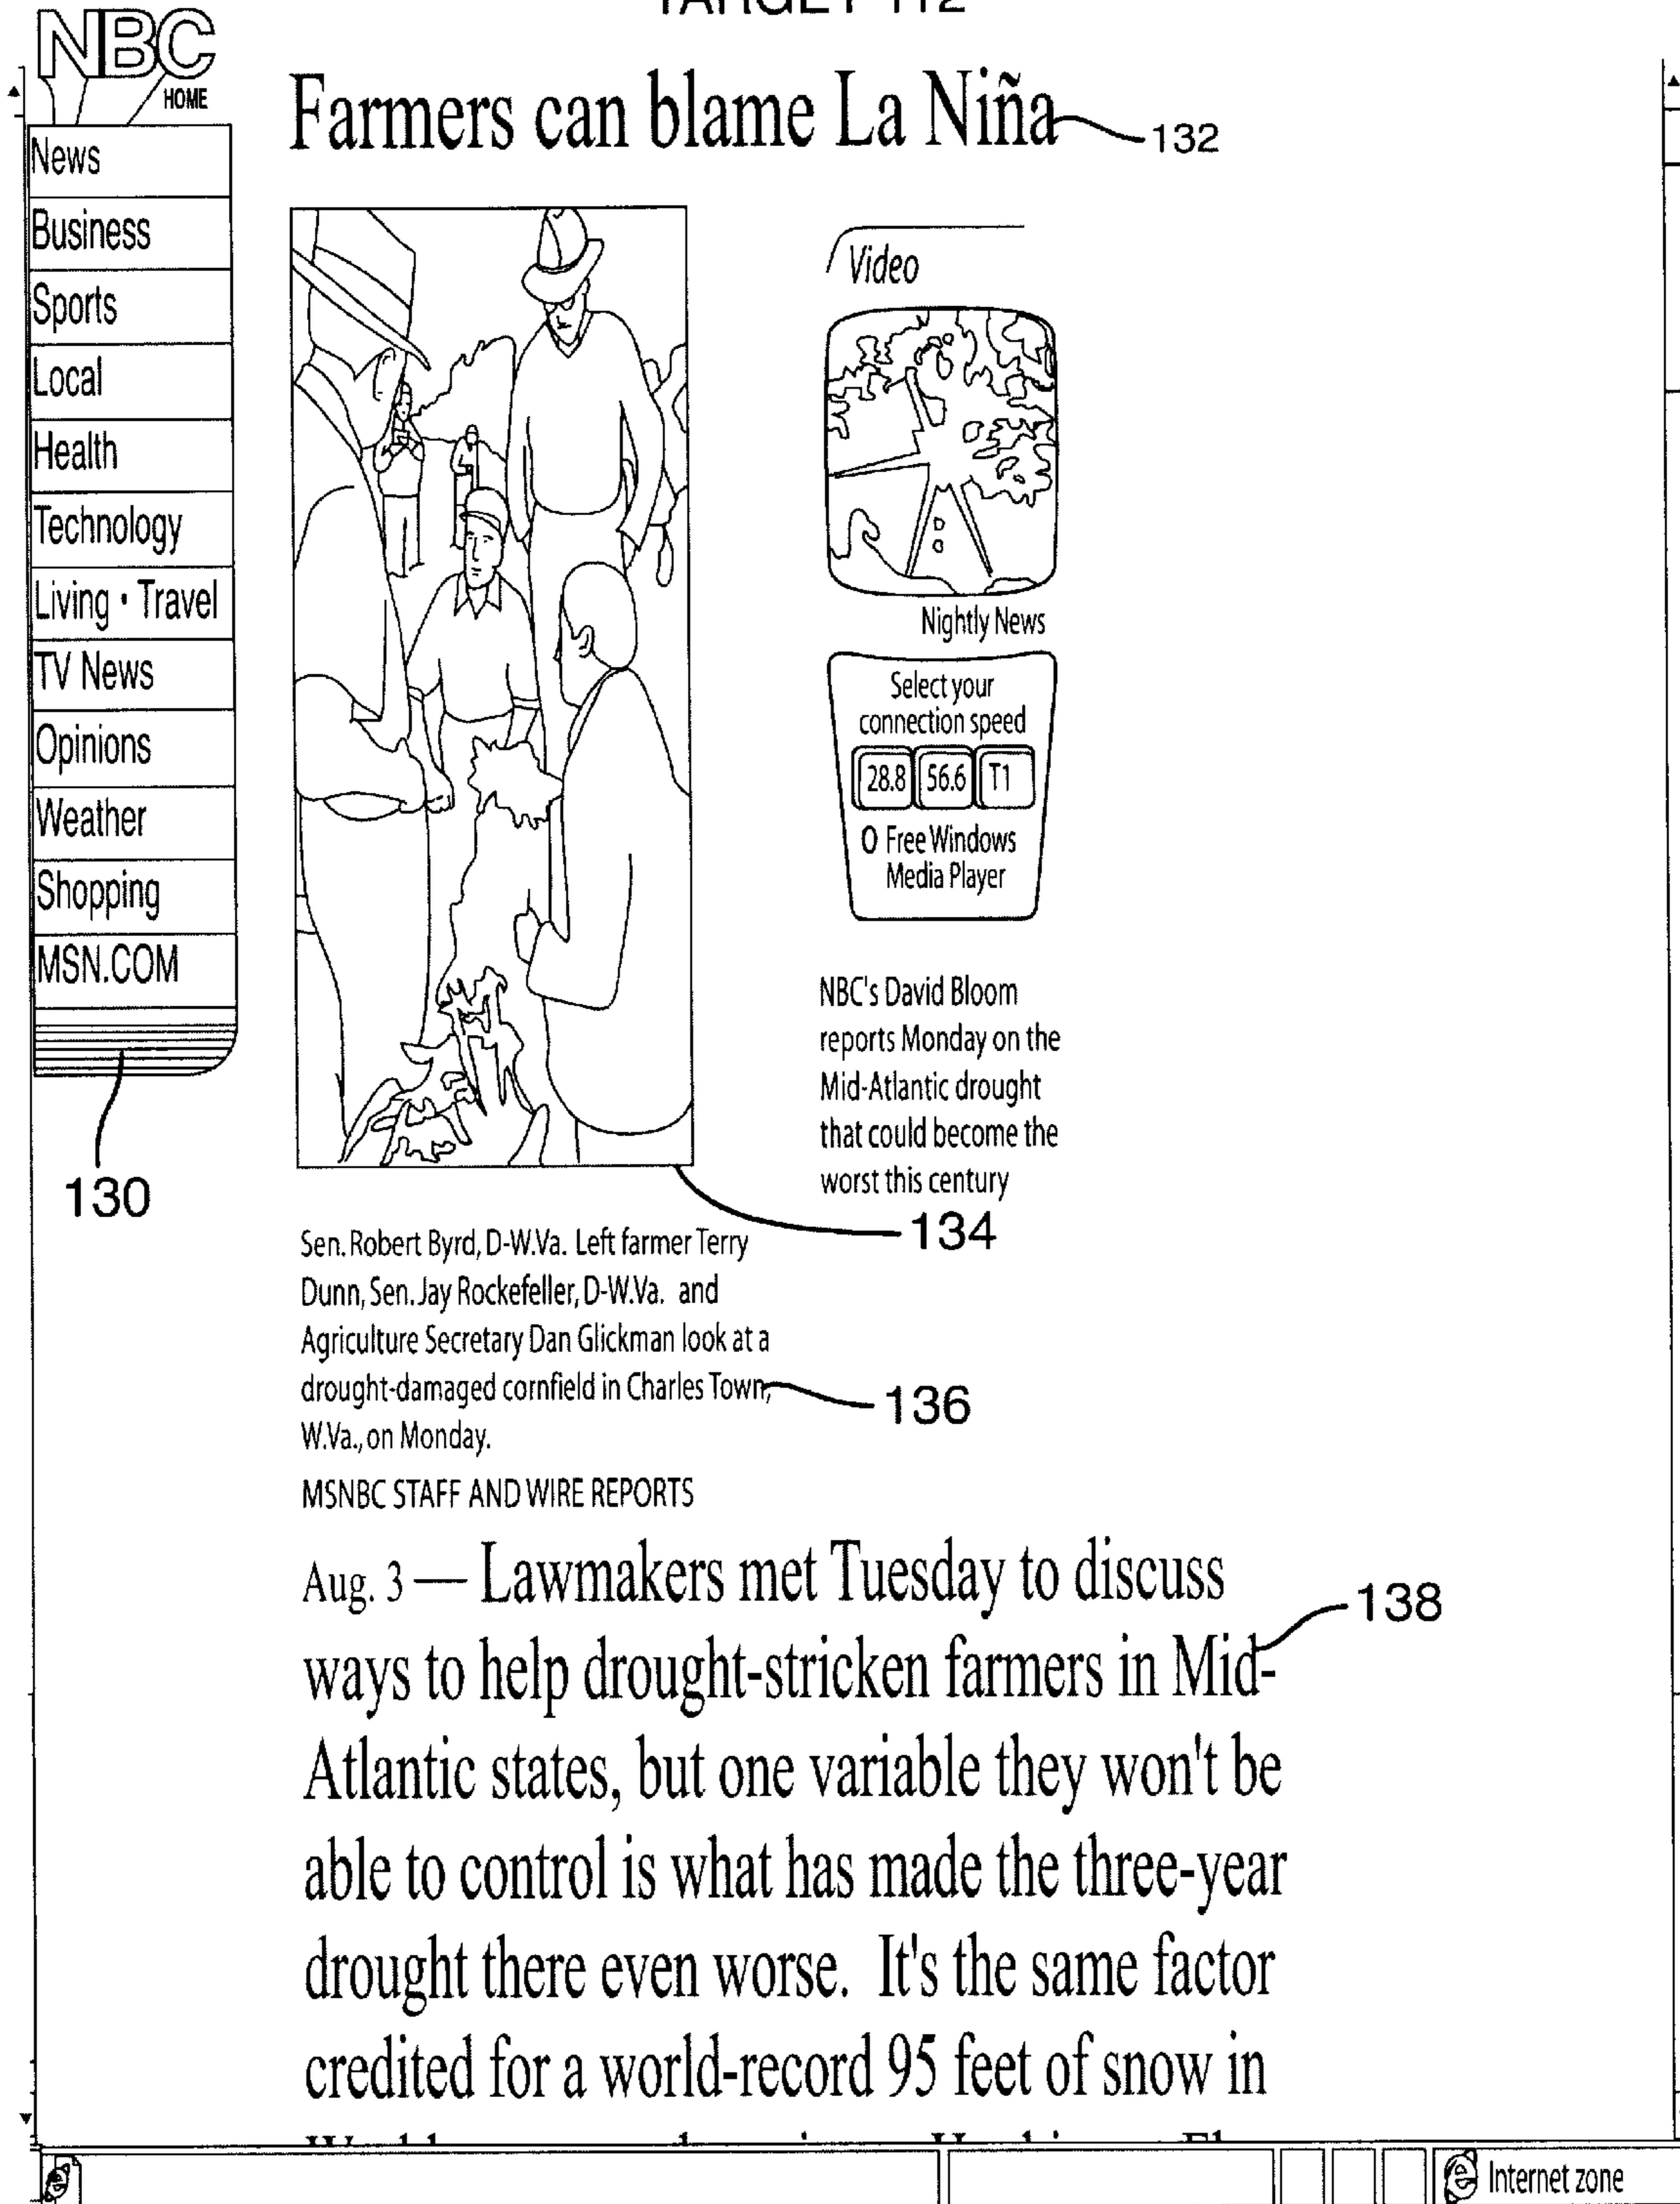 TARGET 112
NBC
HOME
News
Business
Sports
Local
Health
Technology
Living • Travel
TV News
Opinions
Weather
Shopping
MSN.COM
130
Farmers can blame La Niña
132
Video
Nightly News
Select your
connection speed
28.8 56.6 T1
O Free Windows
Media Player
NBC's David Bloom
reports Monday on the
Mid-Atlantic drought
that could become the
worst this century
134
Sen. Robert Byrd, D-W.Va. Left farmer Terry
Dunn, Sen. Jay Rockefeller, D-W.Va. and
Agriculture Secretary Dan Glickman look at a
drought-damaged cornfield in Charles Town,
W.Va., on Monday.
136
MSNBC STAFF AND WIRE REPORTS
Aug. 3 — Lawmakers met Tuesday to discuss
ways to help drought-stricken farmers in Mid-
138
Atlantic states, but one variable they won't be
able to control is what has made the three-year
drought there even worse. It's the same factor
credited for a world-record 95 feet of snow in
Internet zone